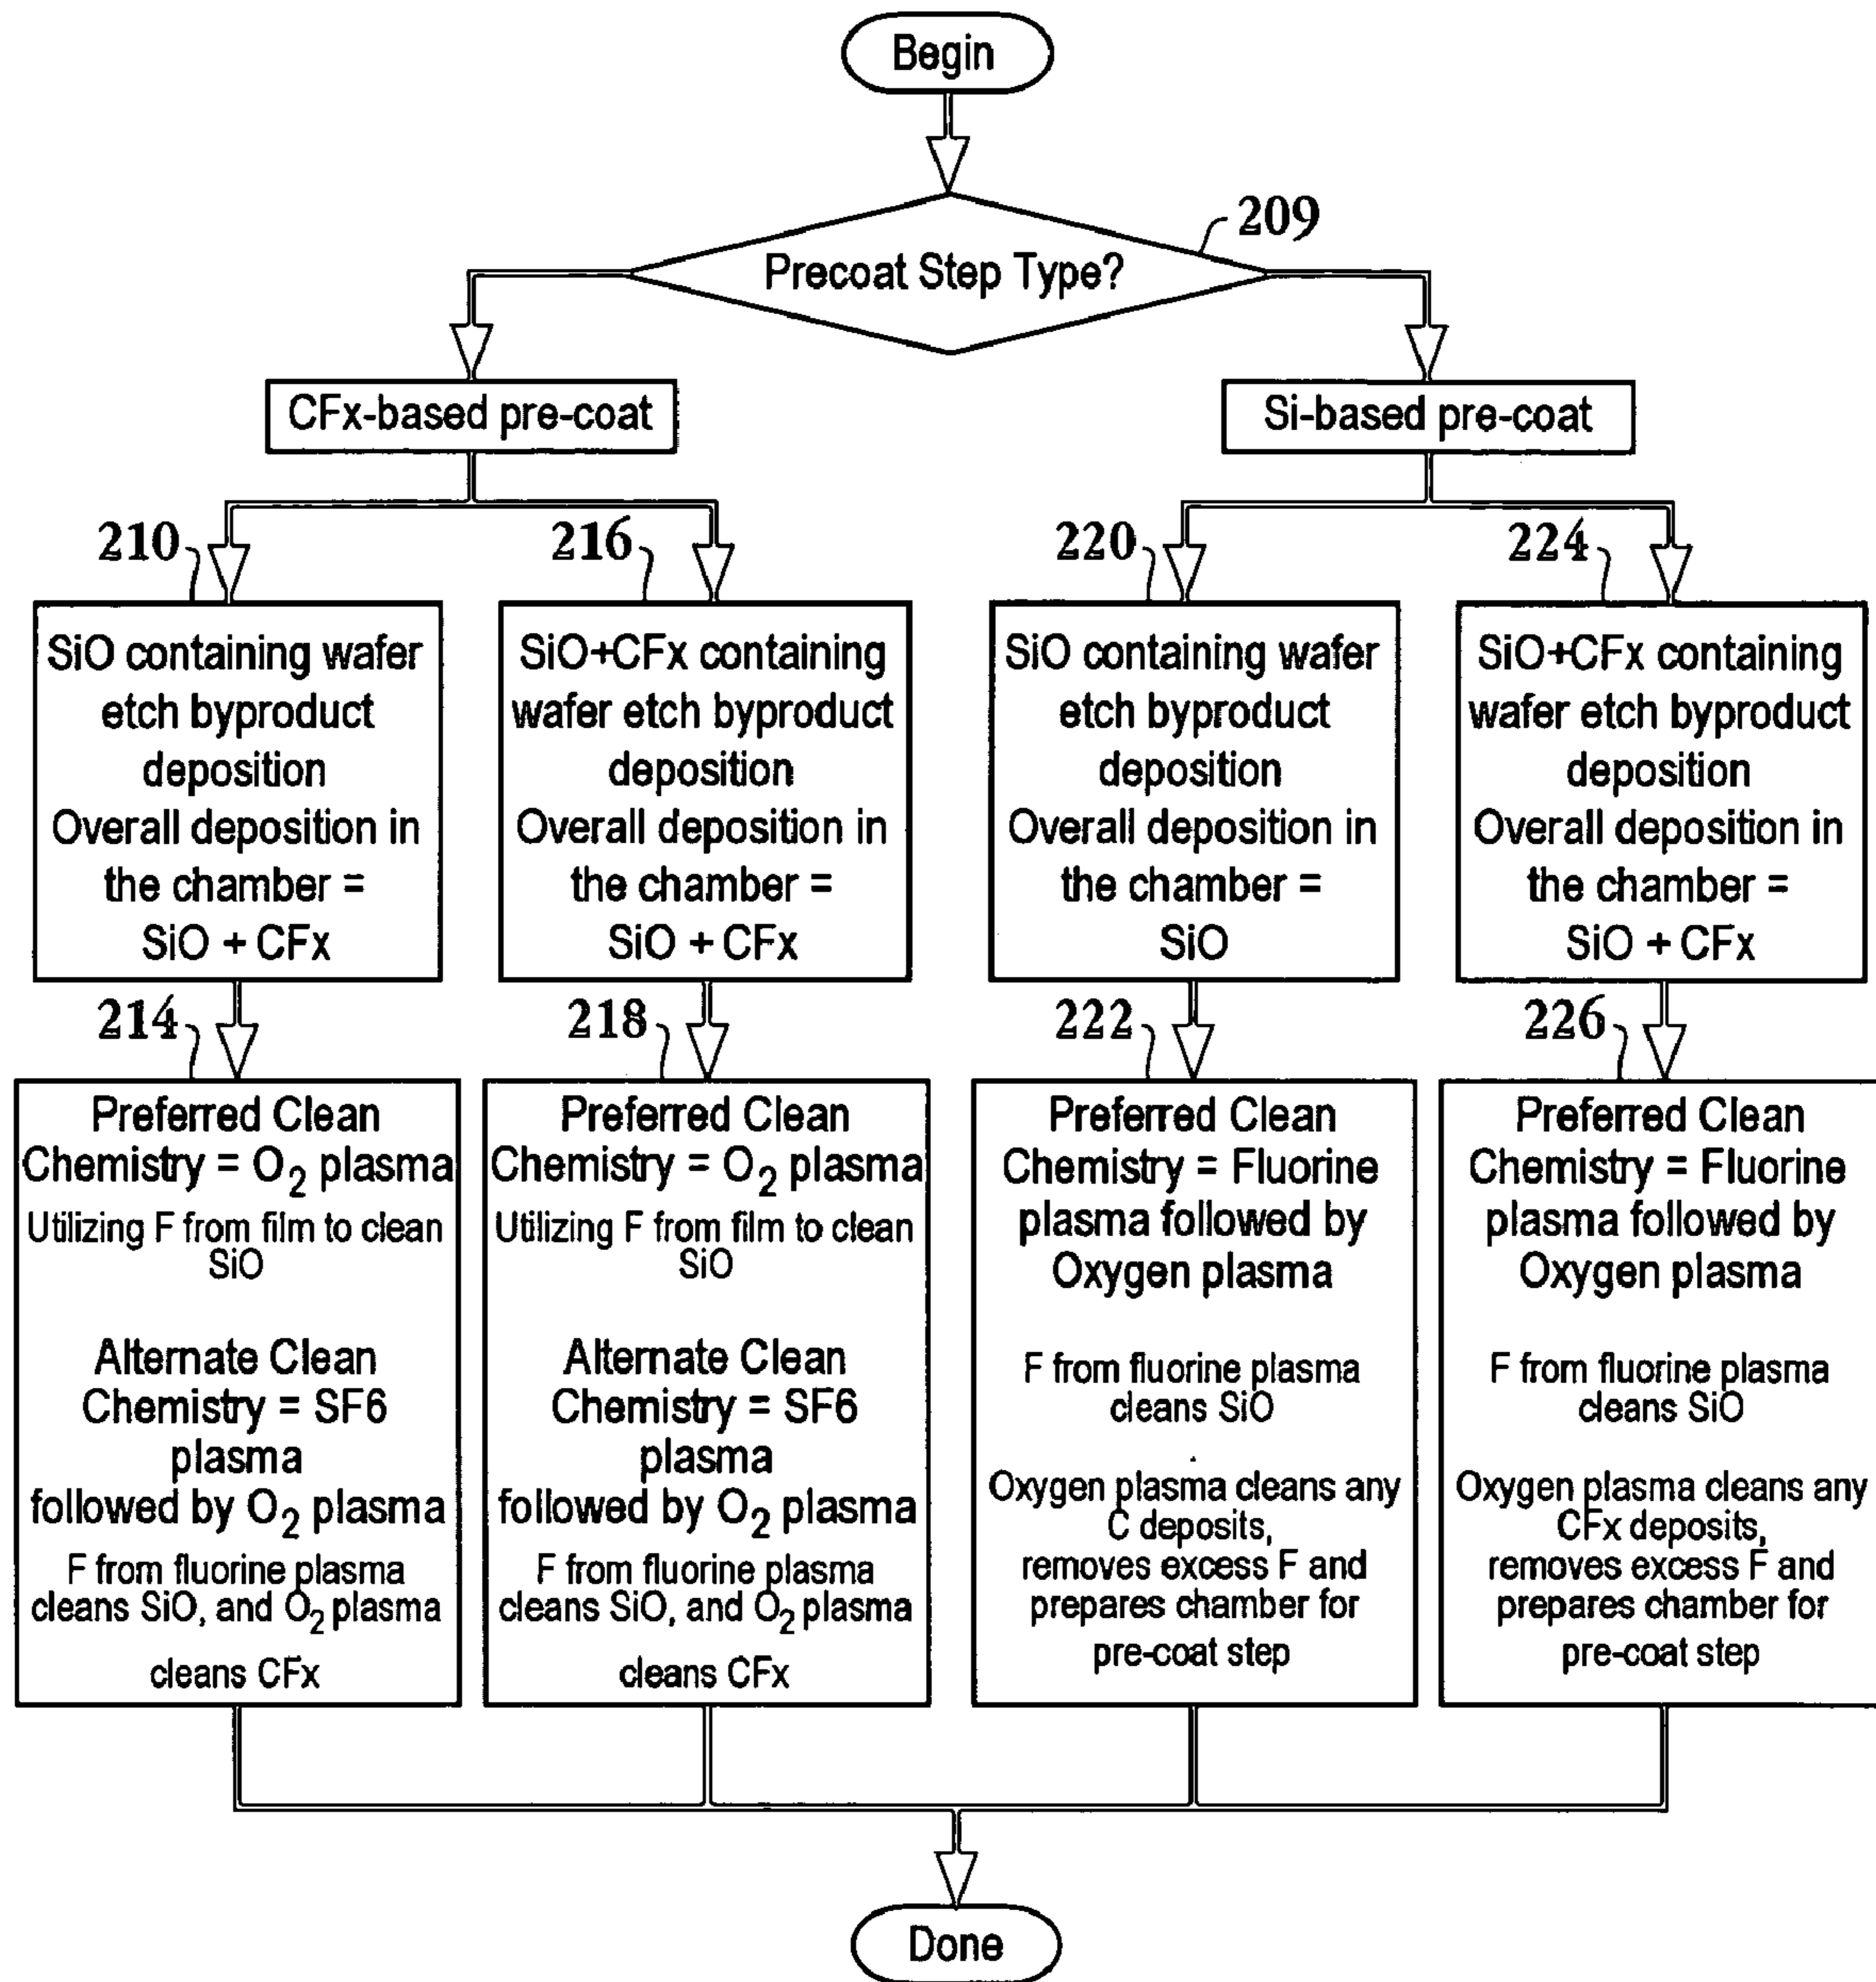 Begin
209
Precoat Step Type?
CFx-based pre-coat
Si-based pre-coat
210
216
220
224
SiO containing wafer
etch byproduct
deposition
Overall deposition in
the chamber =
SiO + CFx
SiO+CFx containing
wafer etch byproduct
deposition
Overall deposition in
the chamber =
SiO + CFx
SiO containing wafer
etch byproduct
deposition
Overall deposition in
the chamber =
SiO
SiO+CFx containing
wafer etch byproduct
deposition
Overall deposition in
the chamber =
SiO + CFx
214
218
222
226
Preferred Clean
Chemistry = O2 plasma
Utilizing F from film to clean
SiO
Alternate Clean
Chemistry = SF6
plasma
followed by O2 plasma
F from fluorine plasma
cleans SiO, and O2 plasma
cleans CFx
Preferred Clean
Chemistry = O2 plasma
Utilizing F from film to clean
SiO
Alternate Clean
Chemistry = SF6
plasma
followed by O2 plasma
F from fluorine plasma
cleans SiO, and O2 plasma
cleans CFx
Preferred Clean
Chemistry = Fluorine
plasma followed by
Oxygen plasma
F from fluorine plasma
cleans SiO
Oxygen plasma cleans any
C deposits,
removes excess F and
prepares chamber for
pre-coat step
Preferred Clean
Chemistry = Fluorine
plasma followed by
Oxygen plasma
F from fluorine plasma
cleans SiO
Oxygen plasma cleans any
CFx deposits,
removes excess F and
prepares chamber for
pre-coat step
Done